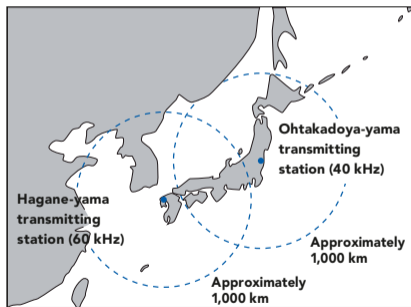 Ohtakadoya-yama
transmitting
station (40 kHz)
Hagane-yama
transmitting
station (60 kHz)
Approximately
1,000 km
Approximately
1,000 km